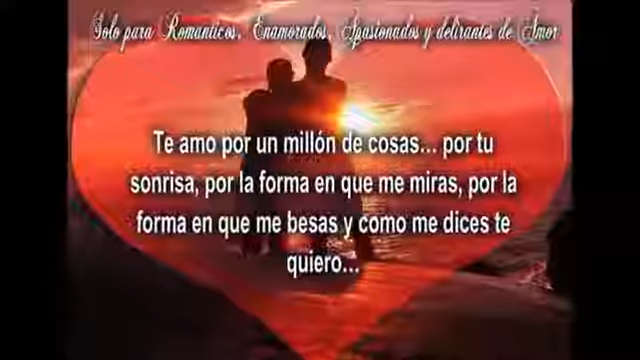 Solo para Romanticos, Enamorados, Apasionados y delirantes de Amor
Te amo por un millón de cosas... por tu
sonrisa, por la forma en que me miras, por la
forma en que me besas y como me dices te
quiero...